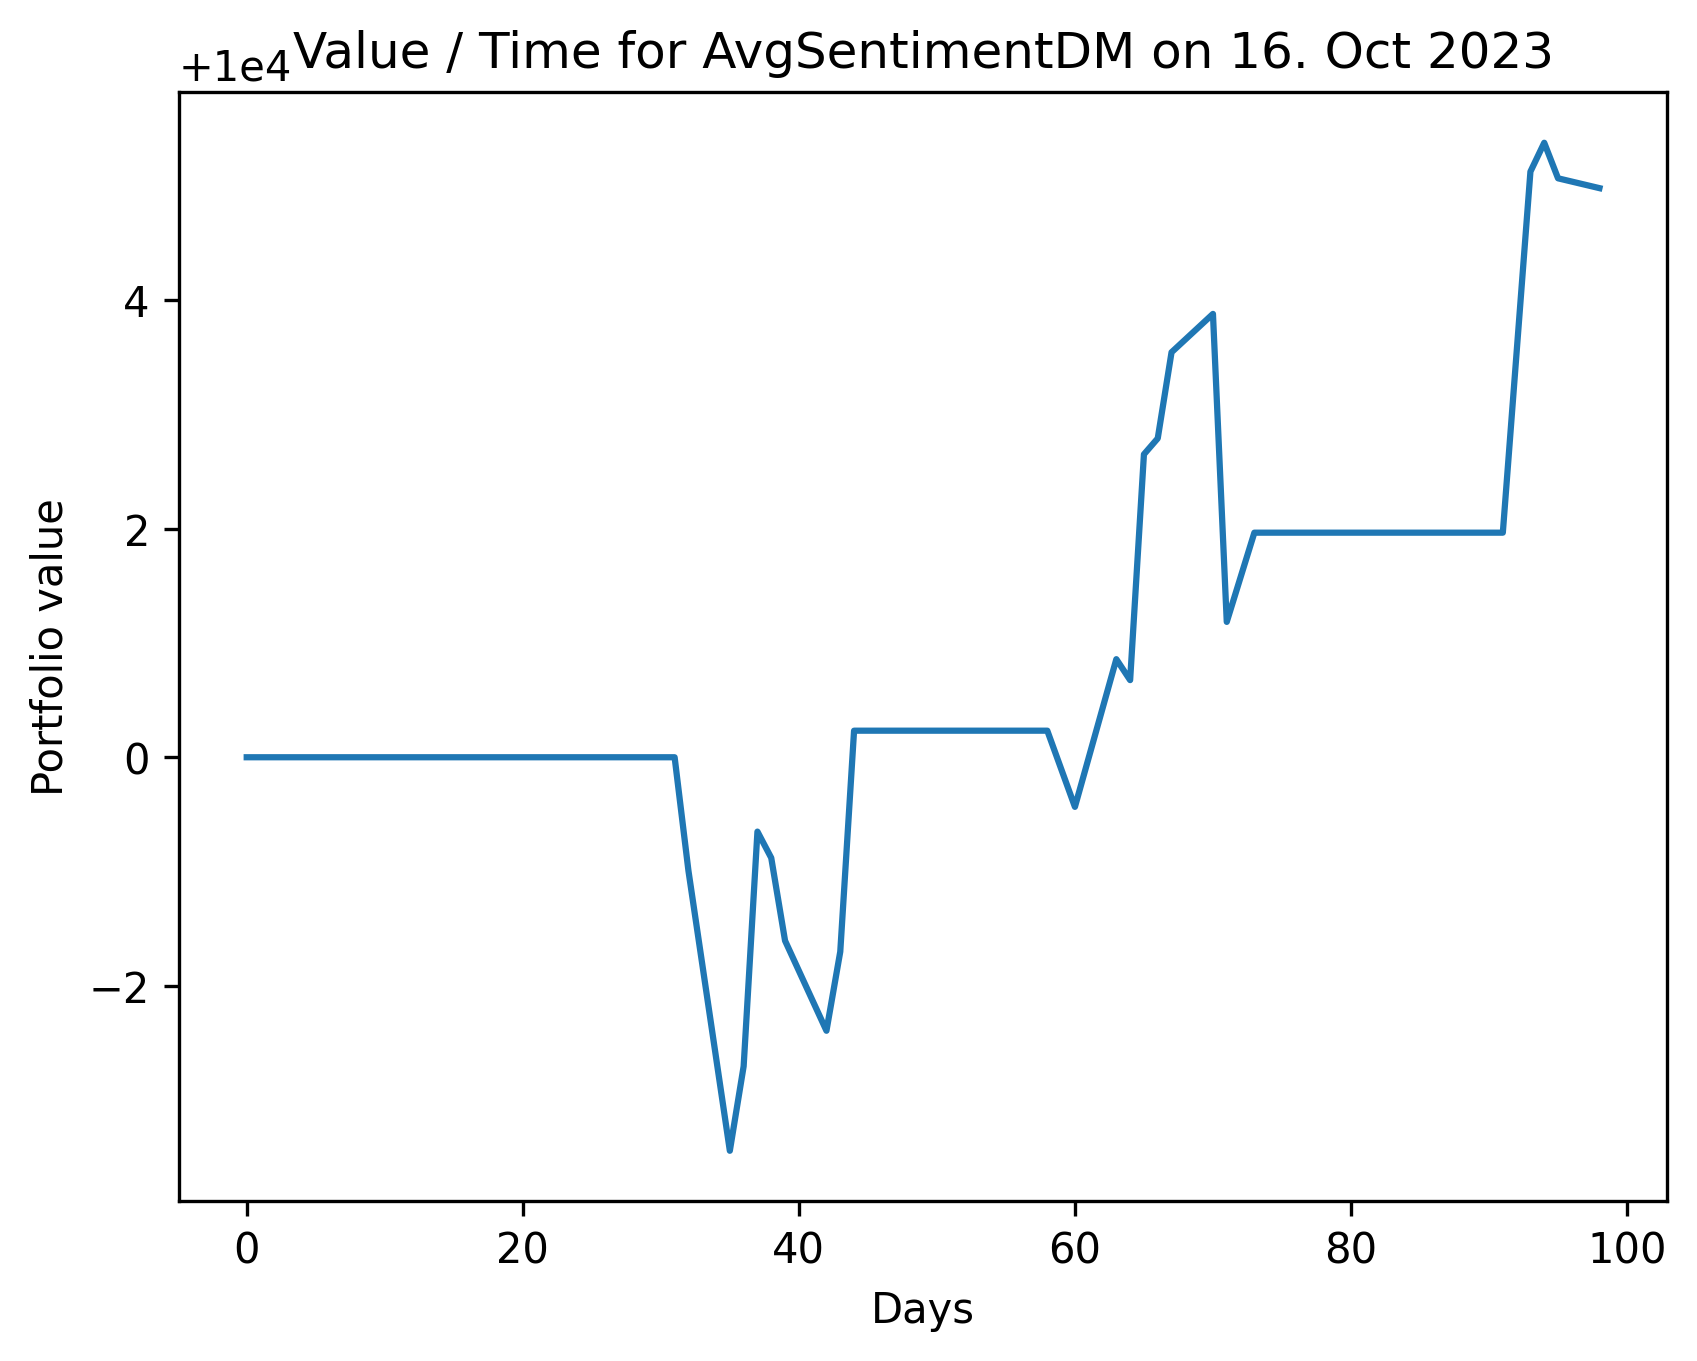 Value / Time for AvgSentimentDM on 16. Oct 2023
+1e4
4
2
0
−2
Portfolio value
0 20 40 60 80 100
Days